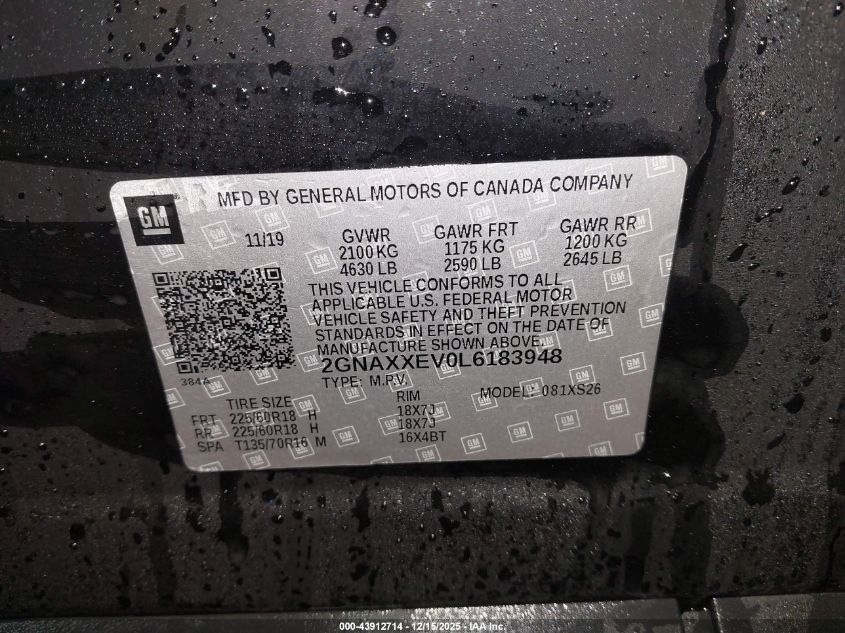 GM
MFD BY GENERAL MOTORS OF CANADA COMPANY
11/19 GVWR GAWR FRT GAWR RR
2100 KG 1175 KG 1200 KG
4630 LB 2590 LB 2645 LB
THIS VEHICLE CONFORMS TO ALL
APPLICABLE U.S. FEDERAL MOTOR
VEHICLE SAFETY AND THEFT PREVENTION
STANDARDS IN EFFECT ON THE DATE OF
MANUFACTURE SHOWN ABOVE.
2GNAXXEV0L6183948
384A
TYPE: M.P.V. MODEL: 081XS26
TIRE SIZE RIM
FRT 225/60R18 H 18X7J
RR 225/60R18 H 18X7J
SPA T135/70R16 M 16X4BT
000-43912714 - 12/15/2025 - IAA Inc.